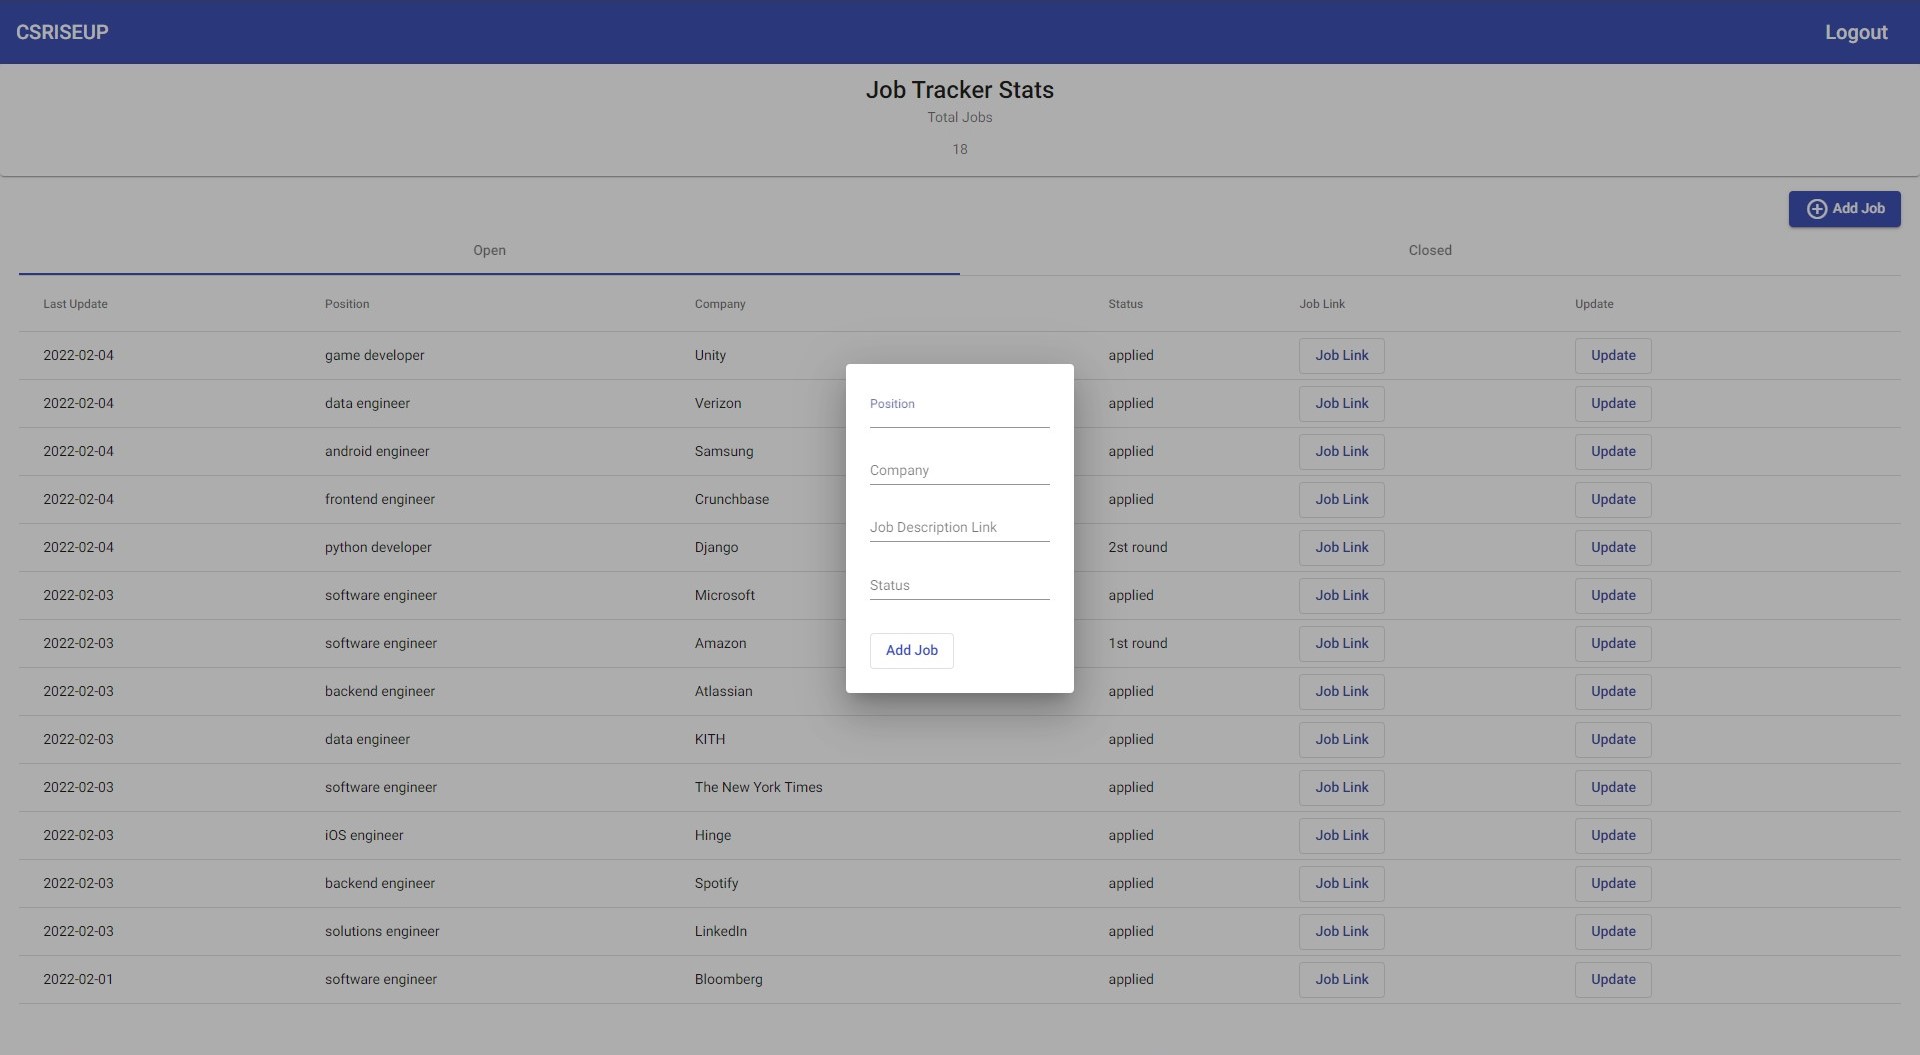 CSRISEUP Logout
Job Tracker Stats
Total Jobs
18
Add Job
Open Closed
Last Update Position Company Status Job Link Update
2022-02-04 game developer Unity applied Job Link Update
2022-02-04 data engineer Verizon applied Job Link Update
2022-02-04 android engineer Samsung applied Job Link Update
2022-02-04 frontend engineer Crunchbase applied Job Link Update
2022-02-04 python developer Django 2st round Job Link Update
2022-02-03 software engineer Microsoft applied Job Link Update
2022-02-03 software engineer Amazon 1st round Job Link Update
2022-02-03 backend engineer Atlassian applied Job Link Update
2022-02-03 data engineer KITH applied Job Link Update
2022-02-03 software engineer The New York Times applied Job Link Update
2022-02-03 iOS engineer Hinge applied Job Link Update
2022-02-03 backend engineer Spotify applied Job Link Update
2022-02-03 solutions engineer LinkedIn applied Job Link Update
2022-02-01 software engineer Bloomberg applied Job Link Update
Position
Company
Job Description Link
Status
Add Job